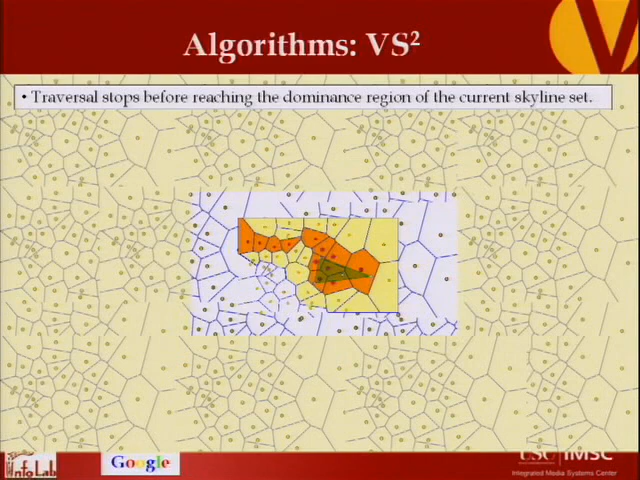 Algorithms: VS²
• Traversal stops before reaching the dominance region of the current skyline set.
InfoLab
Google
USC IMSC
Integrated Media Systems Center